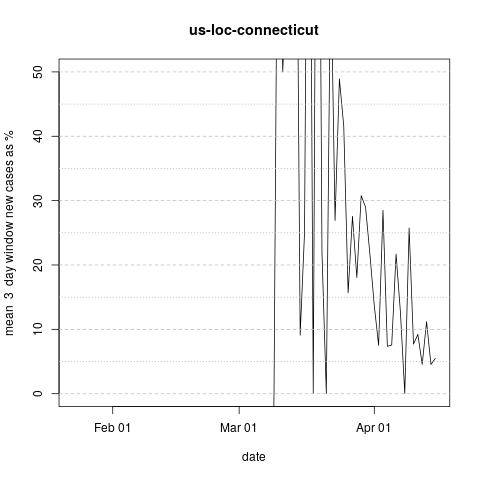 us-loc-connecticut
mean 3 day window new cases as %
50
40
30
20
10
0
Feb 01
Mar 01
Apr 01
date